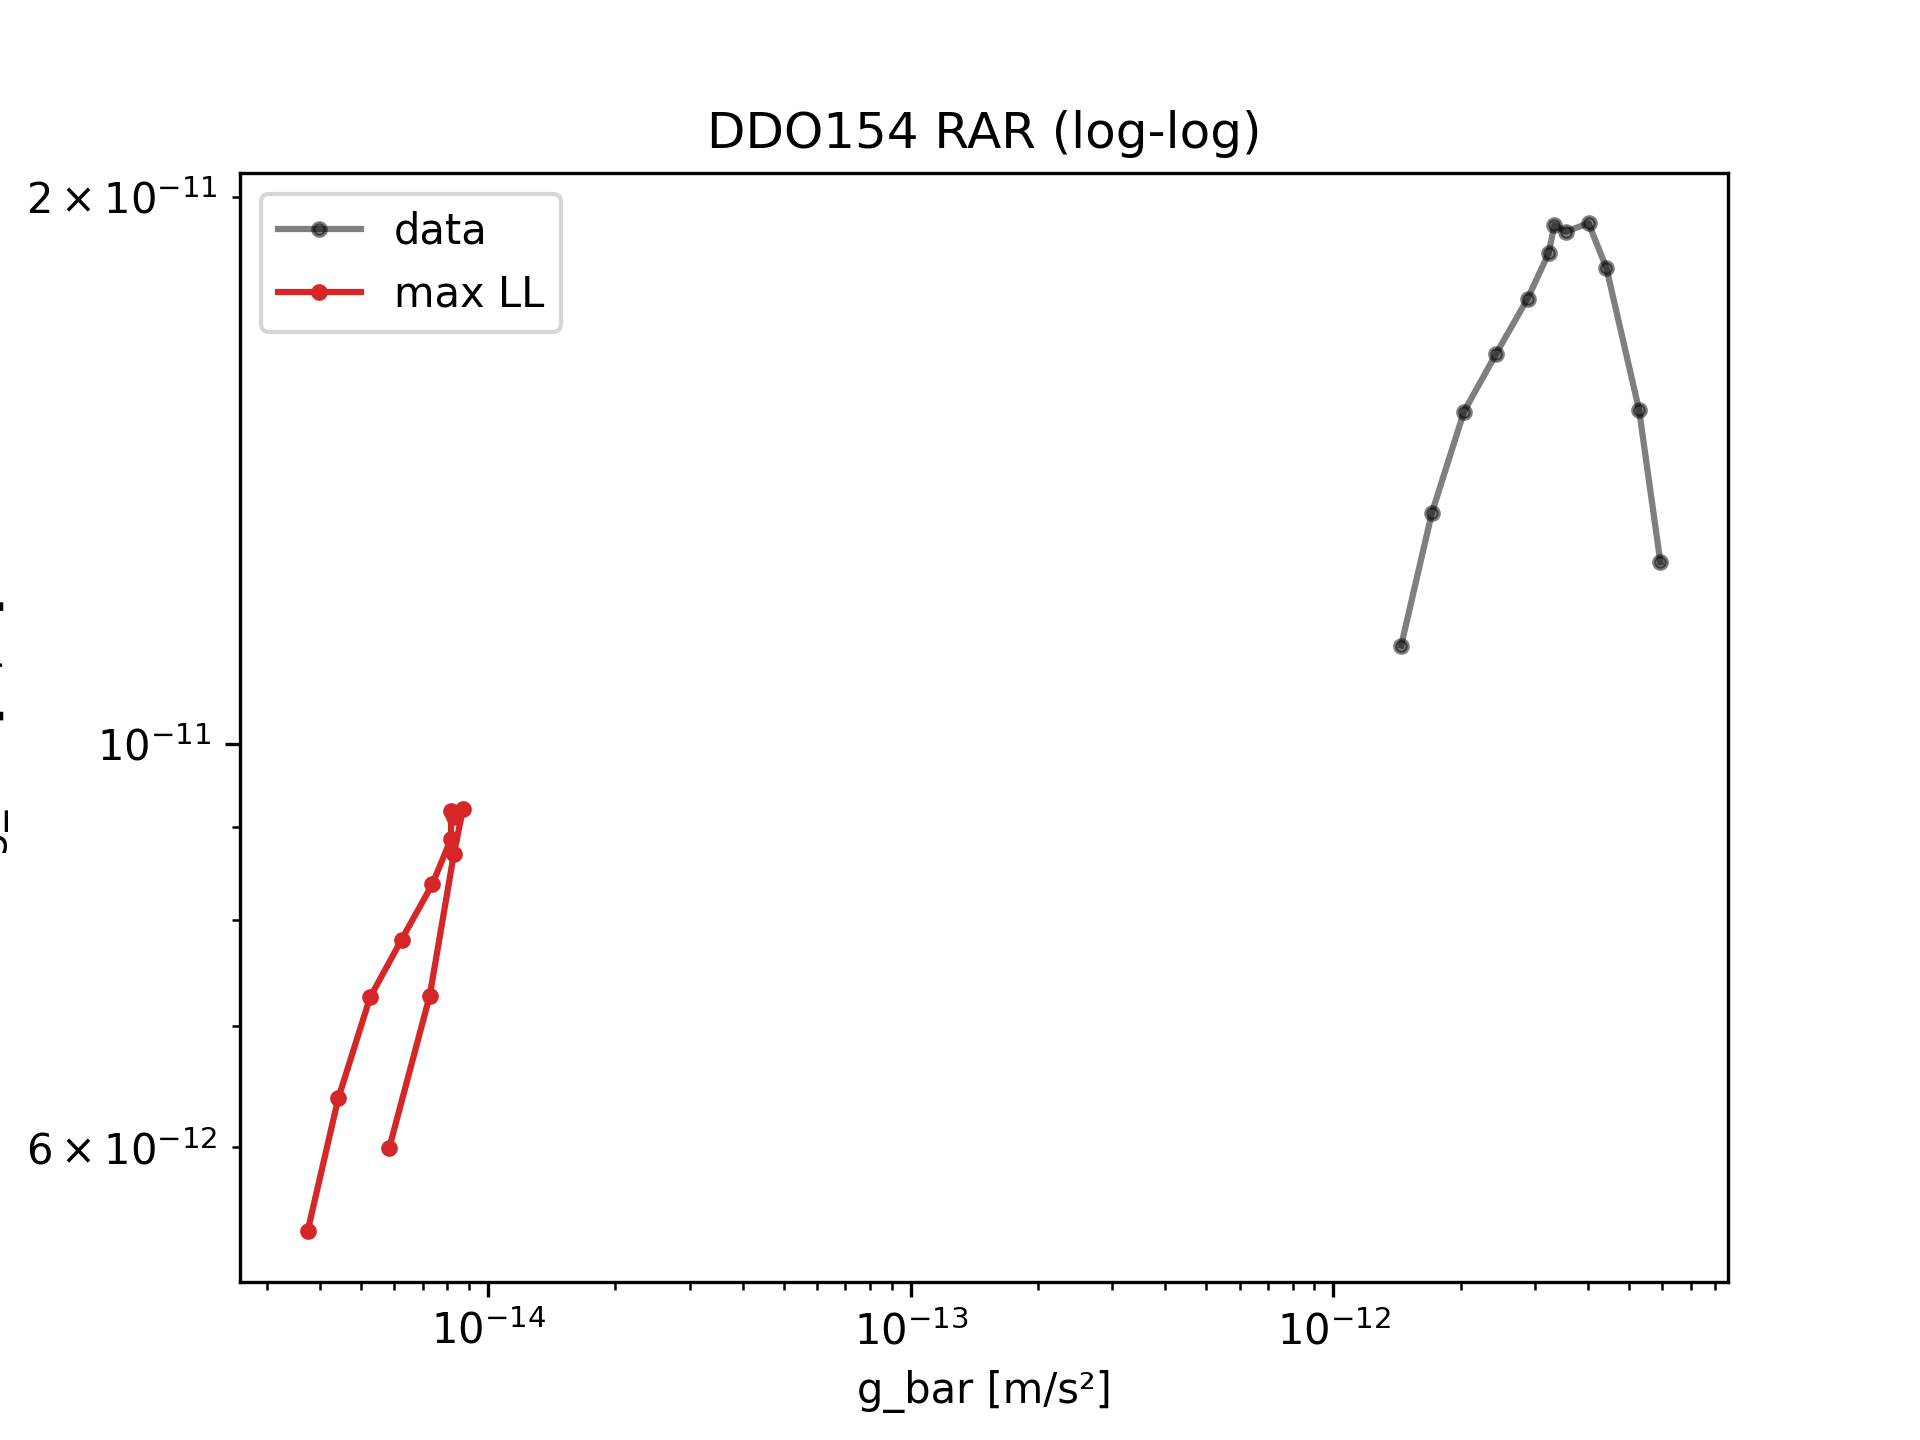 DDO154 RAR (log-log)
2 × 10⁻¹¹
data
max LL
10⁻¹¹
6 × 10⁻¹²
10⁻¹⁴
10⁻¹³
10⁻¹²
g_bar [m/s²]